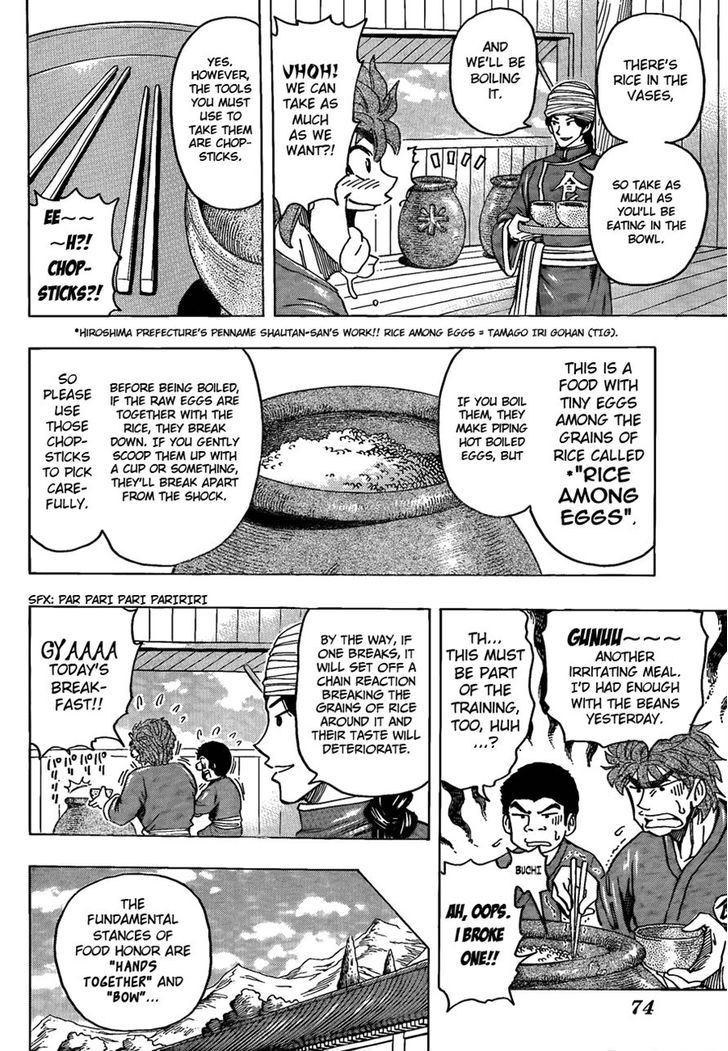 THERE'S
RICE IN THE
VASES,
SO TAKE AS
MUCH AS
YOU'LL BE
EATING IN THE
BOWL.
倉
AND
WE'LL BE
BOILING
IT.
米
VHOH!
WE CAN
TAKE AS
MUCH
AS WE
WANT?!
YES.
HOWEVER,
THE TOOLS
YOU MUST
USE TO
TAKE THEM
ARE CHOP-
STICKS.
EE~~
~H?!
CHOP-
STICKS?!
*HIROSHIMA PREFECTURE'S PENNAME SHAUTAN-SAN'S WORK!! RICE AMONG EGGS = TAMAGO IRI GOHAN (TIG).
THIS IS A
FOOD WITH
TINY EGGS
AMONG THE
GRAINS OF
RICE CALLED
*"RICE
AMONG
EGGS".
IF YOU BOIL
THEM, THEY
MAKE PIPING
HOT BOILED
EGGS, BUT
BEFORE BEING BOILED,
IF THE RAW EGGS ARE
TOGETHER WITH THE
RICE, THEY BREAK
DOWN. IF YOU GENTLY
SCOOP THEM UP WITH
A CUP OR SOMETHING,
THEY'LL BREAK APART
FROM THE SHOCK.
SO
PLEASE
USE
THOSE
CHOP-
STICKS
TO PICK
CARE-
FULLY.
SFX: PAR PARI PARI PARIRIRI
GUNUU~~~
ANOTHER
IRRITATING MEAL.
I'D HAD ENOUGH
WITH THE BEANS
YESTERDAY.
TH...
THIS MUST
BE PART
OF THE
TRAINING,
TOO, HUH
...?
BUCHI
AH, OOPS.
I BROKE
ONE!!
BY THE WAY, IF
ONE BREAKS, IT
WILL SET OFF A
CHAIN REACTION
BREAKING THE
GRAINS OF RICE
AROUND IT AND
THEIR TASTE WILL
DETERIORATE.
GYAAAA
TODAY'S
BREAK-
FAST!!
THE
FUNDAMENTAL
STANCES OF
FOOD HONOR ARE
"HANDS
TOGETHER" AND
"BOW"...
74